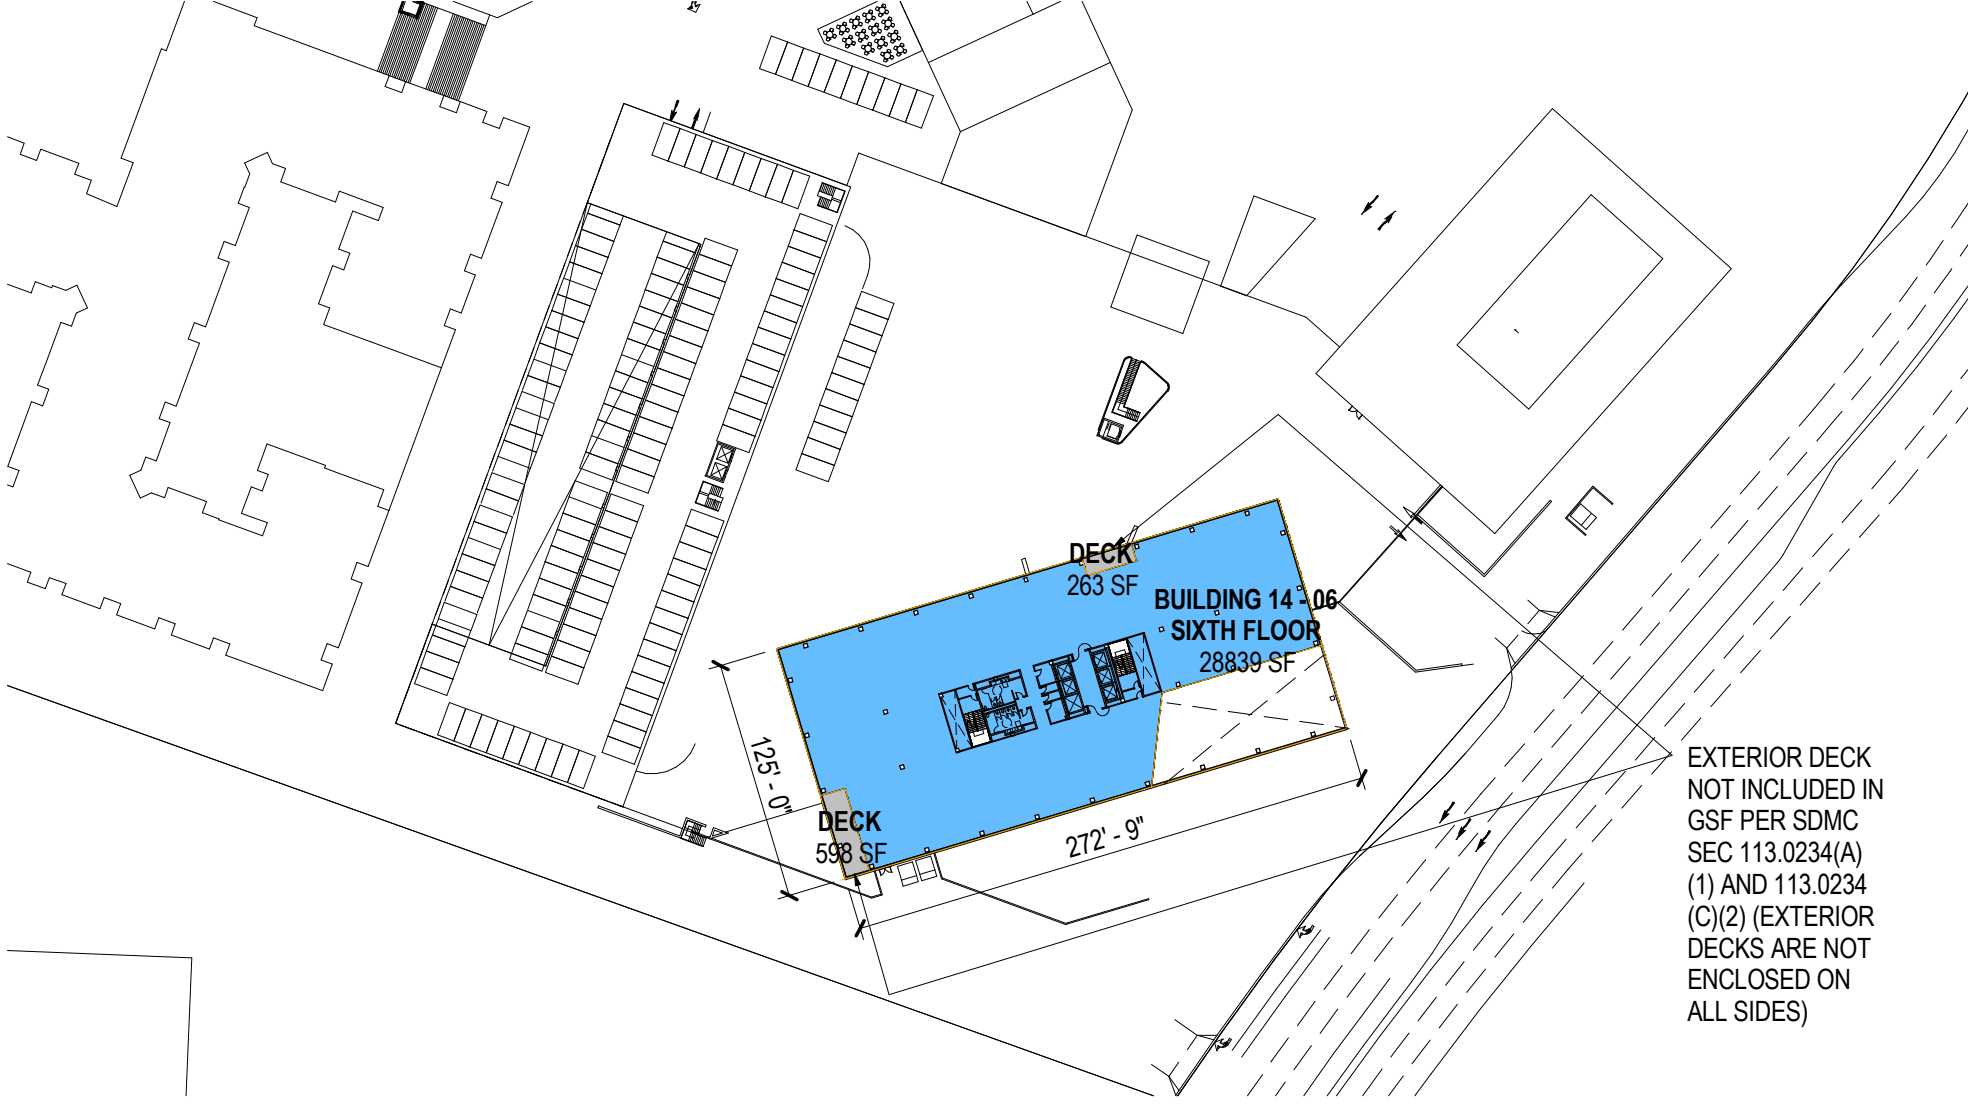 DECK
263 SF
BUILDING 14 - 06
SIXTH FLOOR
28839 SF
125' - 0"
DECK
598 SF
272' - 9"
EXTERIOR DECK
NOT INCLUDED IN
GSF PER SDMC
SEC 113.0234(A)
(1) AND 113.0234
(C)(2) (EXTERIOR
DECKS ARE NOT
ENCLOSED ON
ALL SIDES)